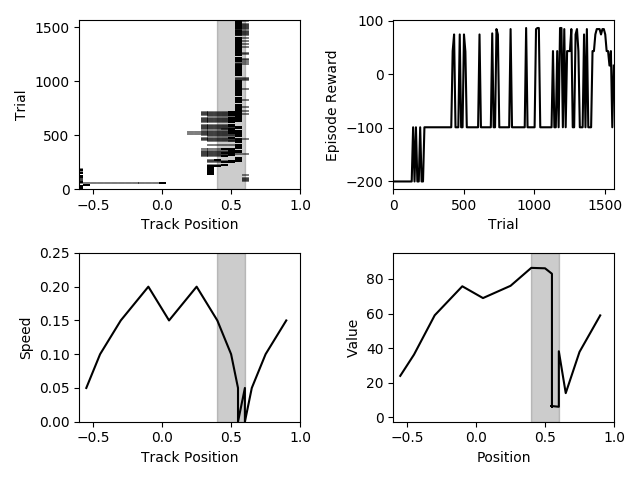 1500
1000
500
0
Trial
−0.5 0.0 0.5 1.0
Track Position
100
0
−100
−200
Episode Reward
0 500 1000 1500
Trial
0.25
0.20
0.15
0.10
0.05
0.00
Speed
−0.5 0.0 0.5 1.0
Track Position
80
60
40
20
0
Value
−0.5 0.0 0.5 1.0
Position